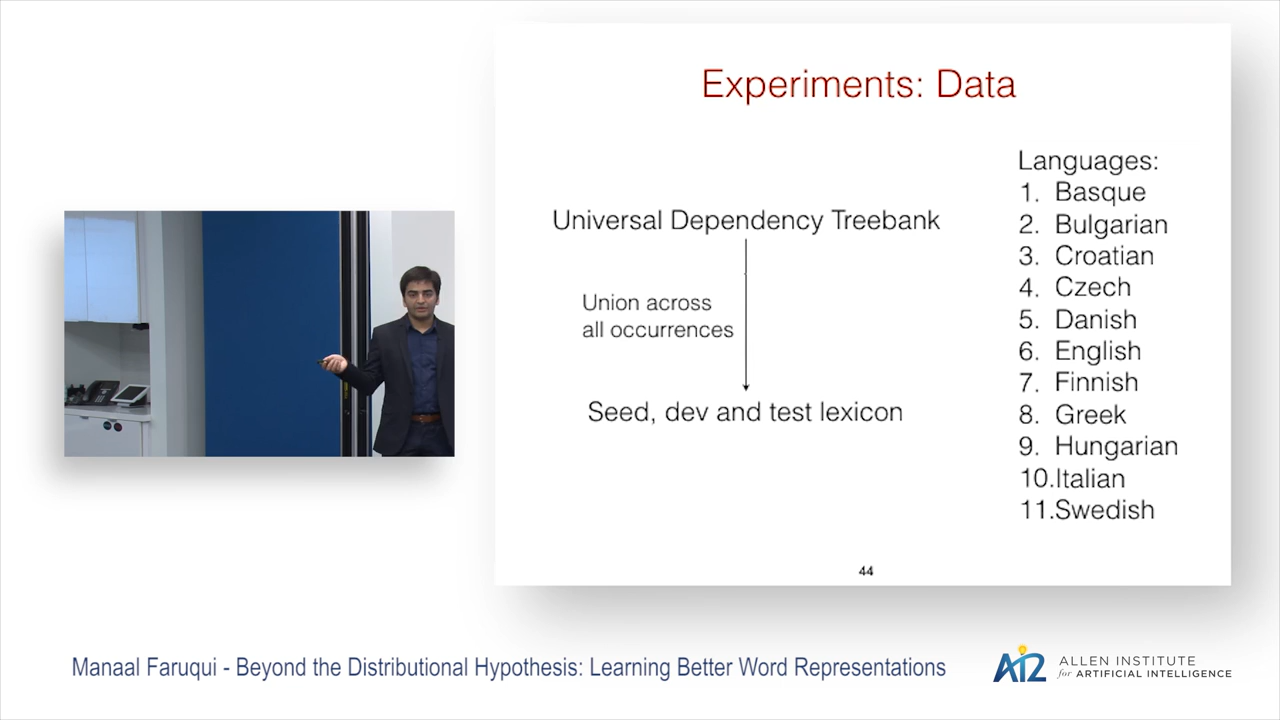 Experiments: Data
Universal Dependency Treebank
Union across
all occurrences
Seed, dev and test lexicon
Languages:
1. Basque
2. Bulgarian
3. Croatian
4. Czech
5. Danish
6. English
7. Finnish
8. Greek
9. Hungarian
10.Italian
11.Swedish
44
Manaal Faruqui - Beyond the Distributional Hypothesis: Learning Better Word Representations
AI2
ALLEN INSTITUTE
for ARTIFICIAL INTELLIGENCE